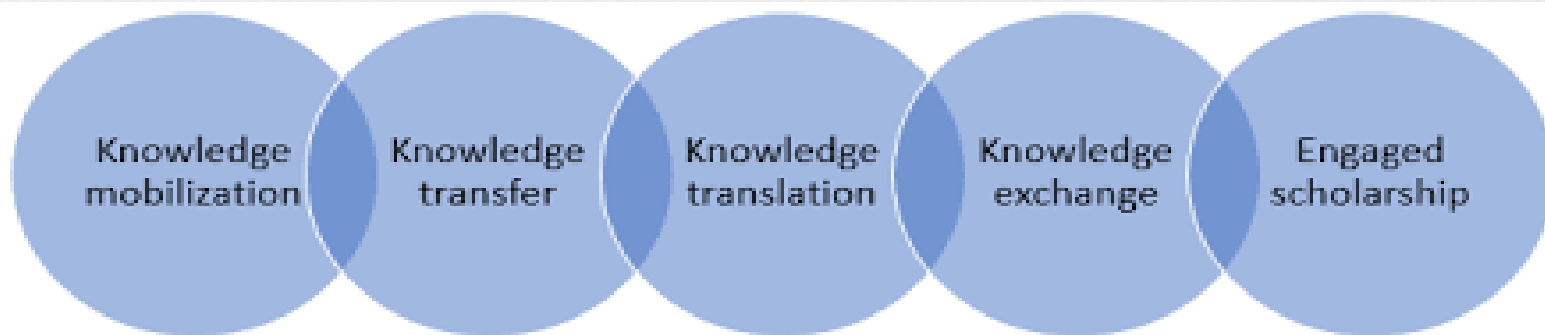 Knowledge
mobilization
Knowledge
transfer
Knowledge
translation
Knowledge
exchange
Engaged
scholarship